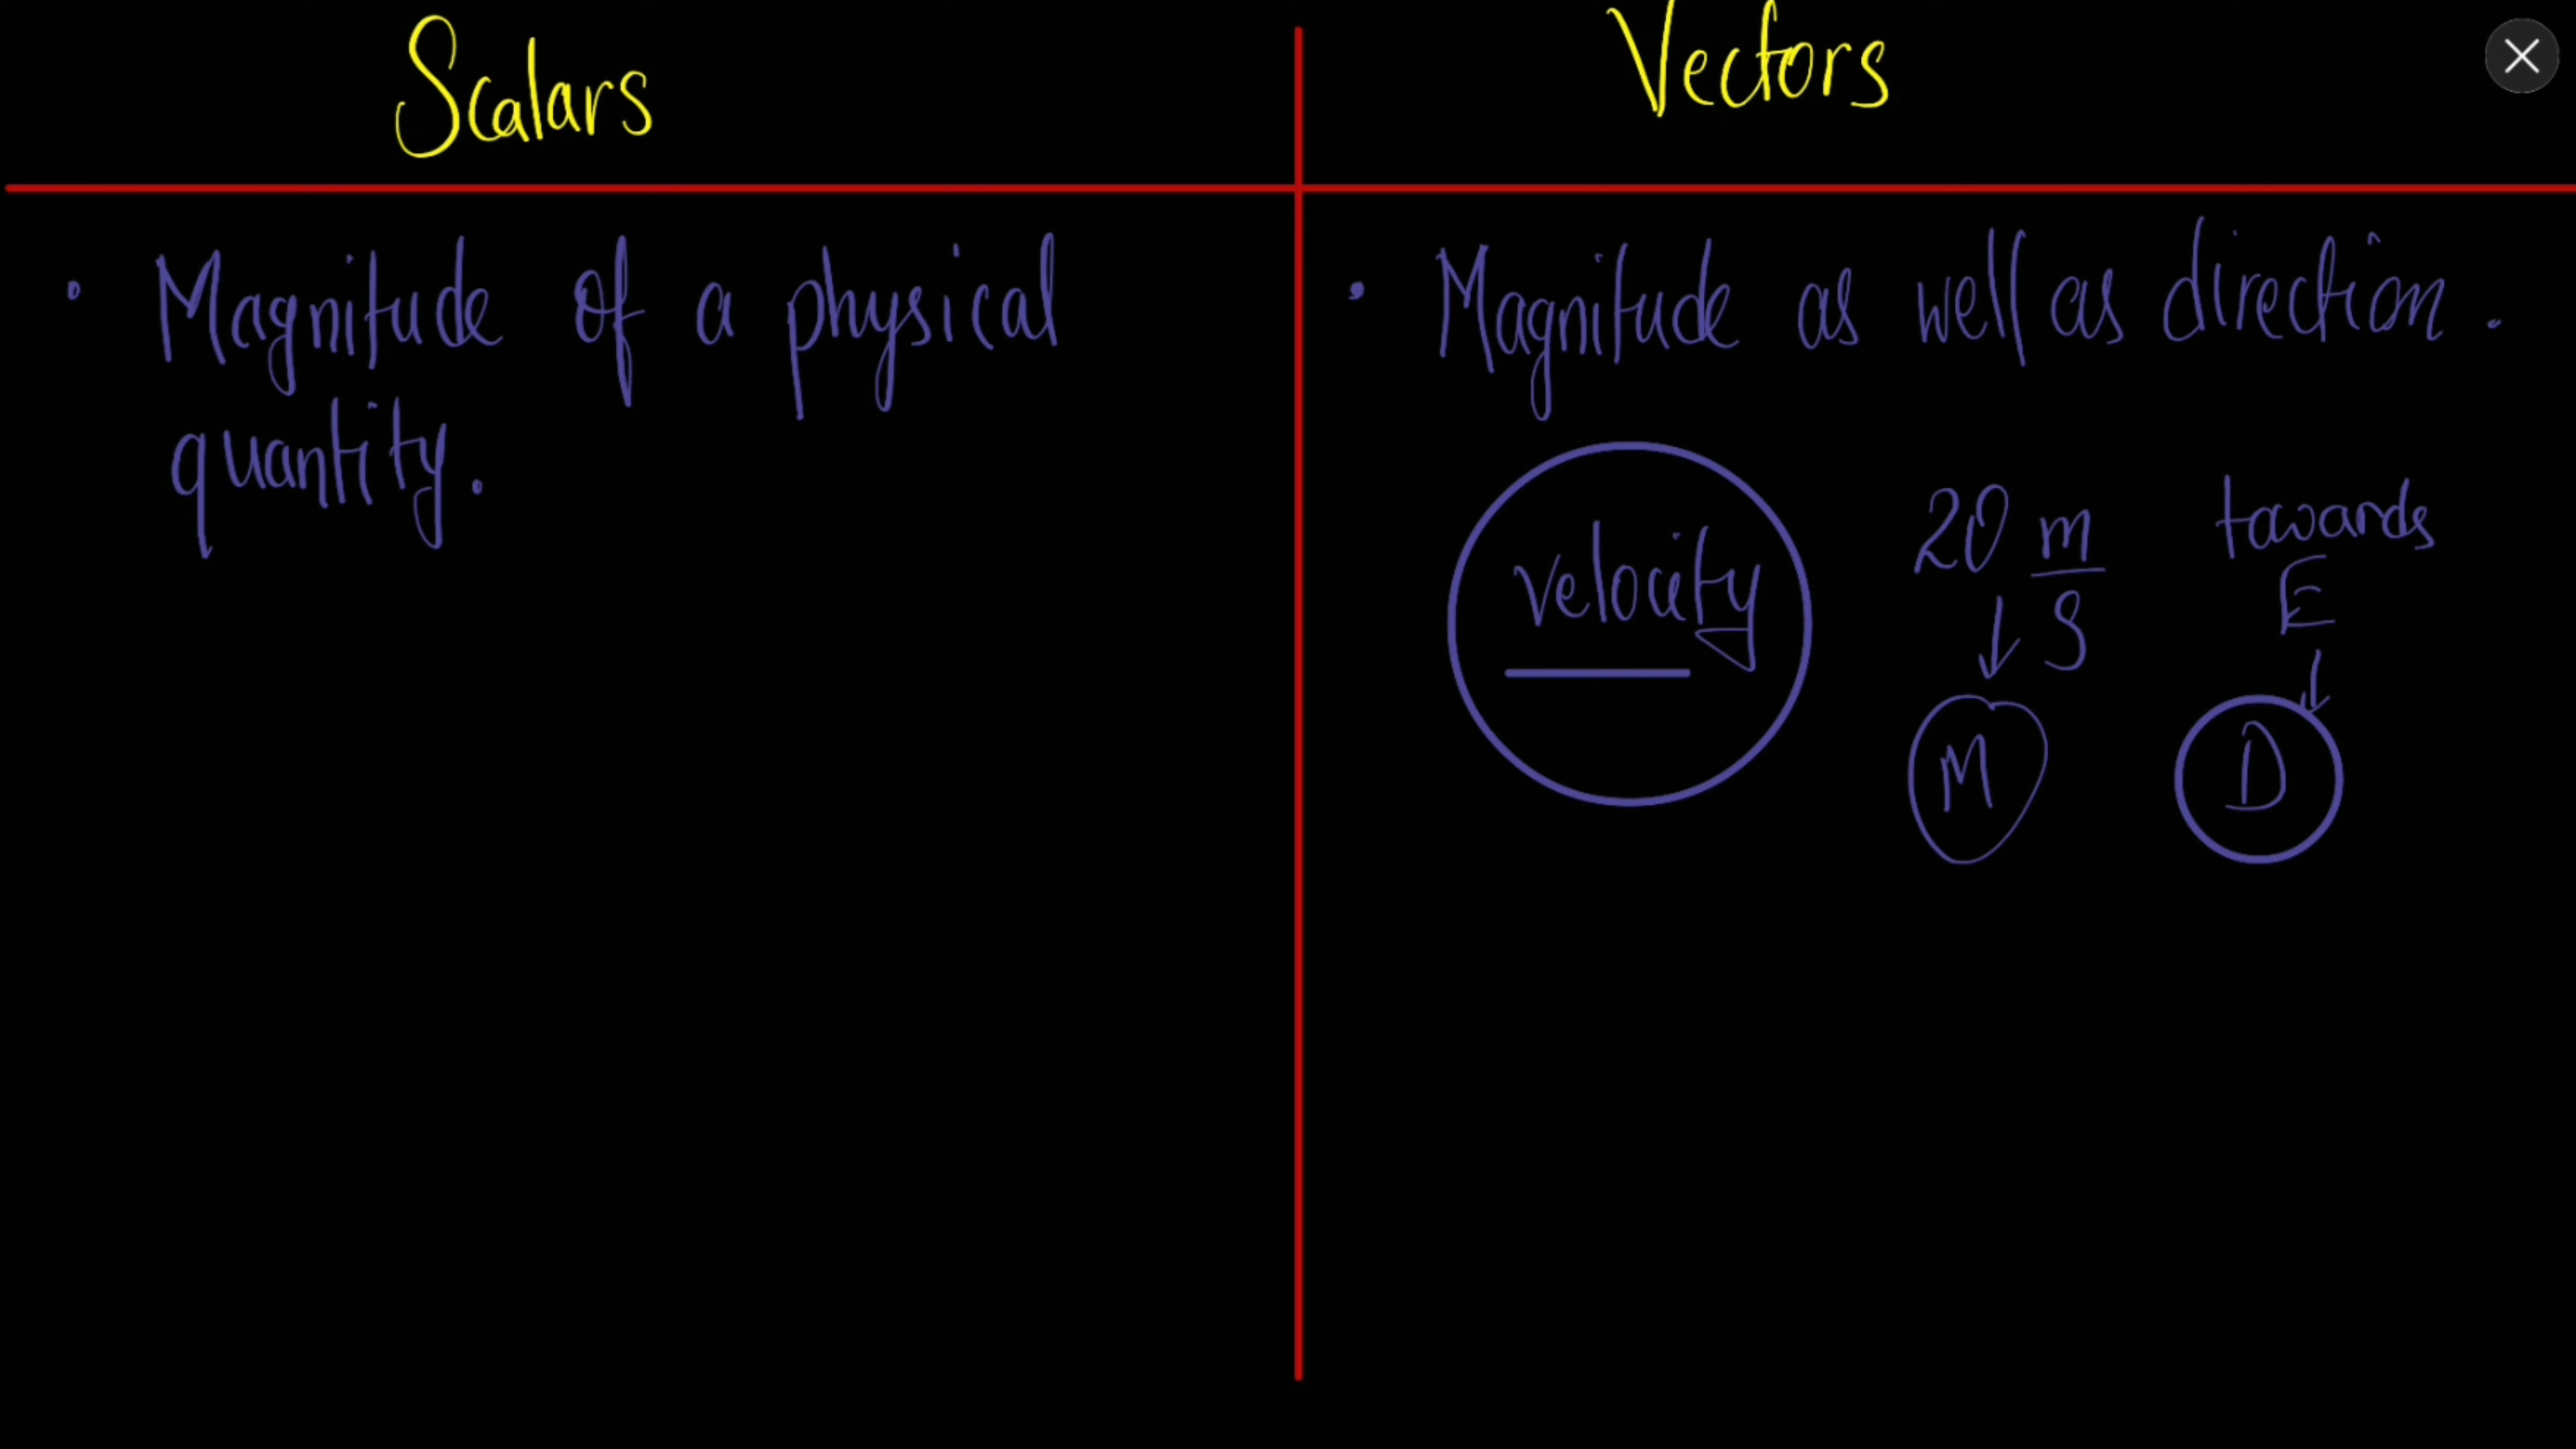 Scalars
Vectors
• Magnitude of a physical
quantity.
• Magnitude as well as direction.
velocity
20 m/s
towards
E
M
D